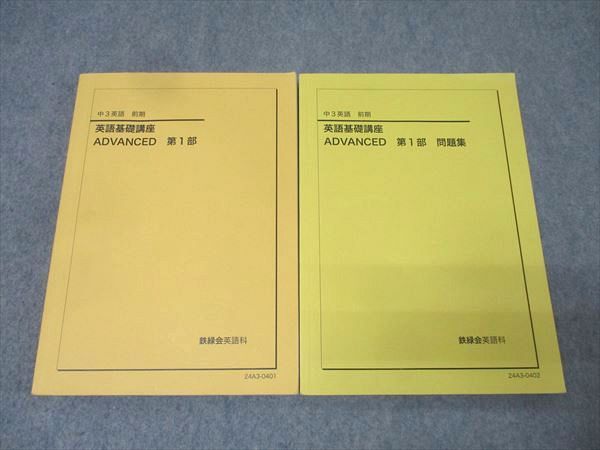 中3英語 前期
英語基礎講座
ADVANCED 第1部
鉄緑会英語科
24A3-0401
中3英語 前期
英語基礎講座
ADVANCED 第1部 問題集
鉄緑会英語科
24A3-0402